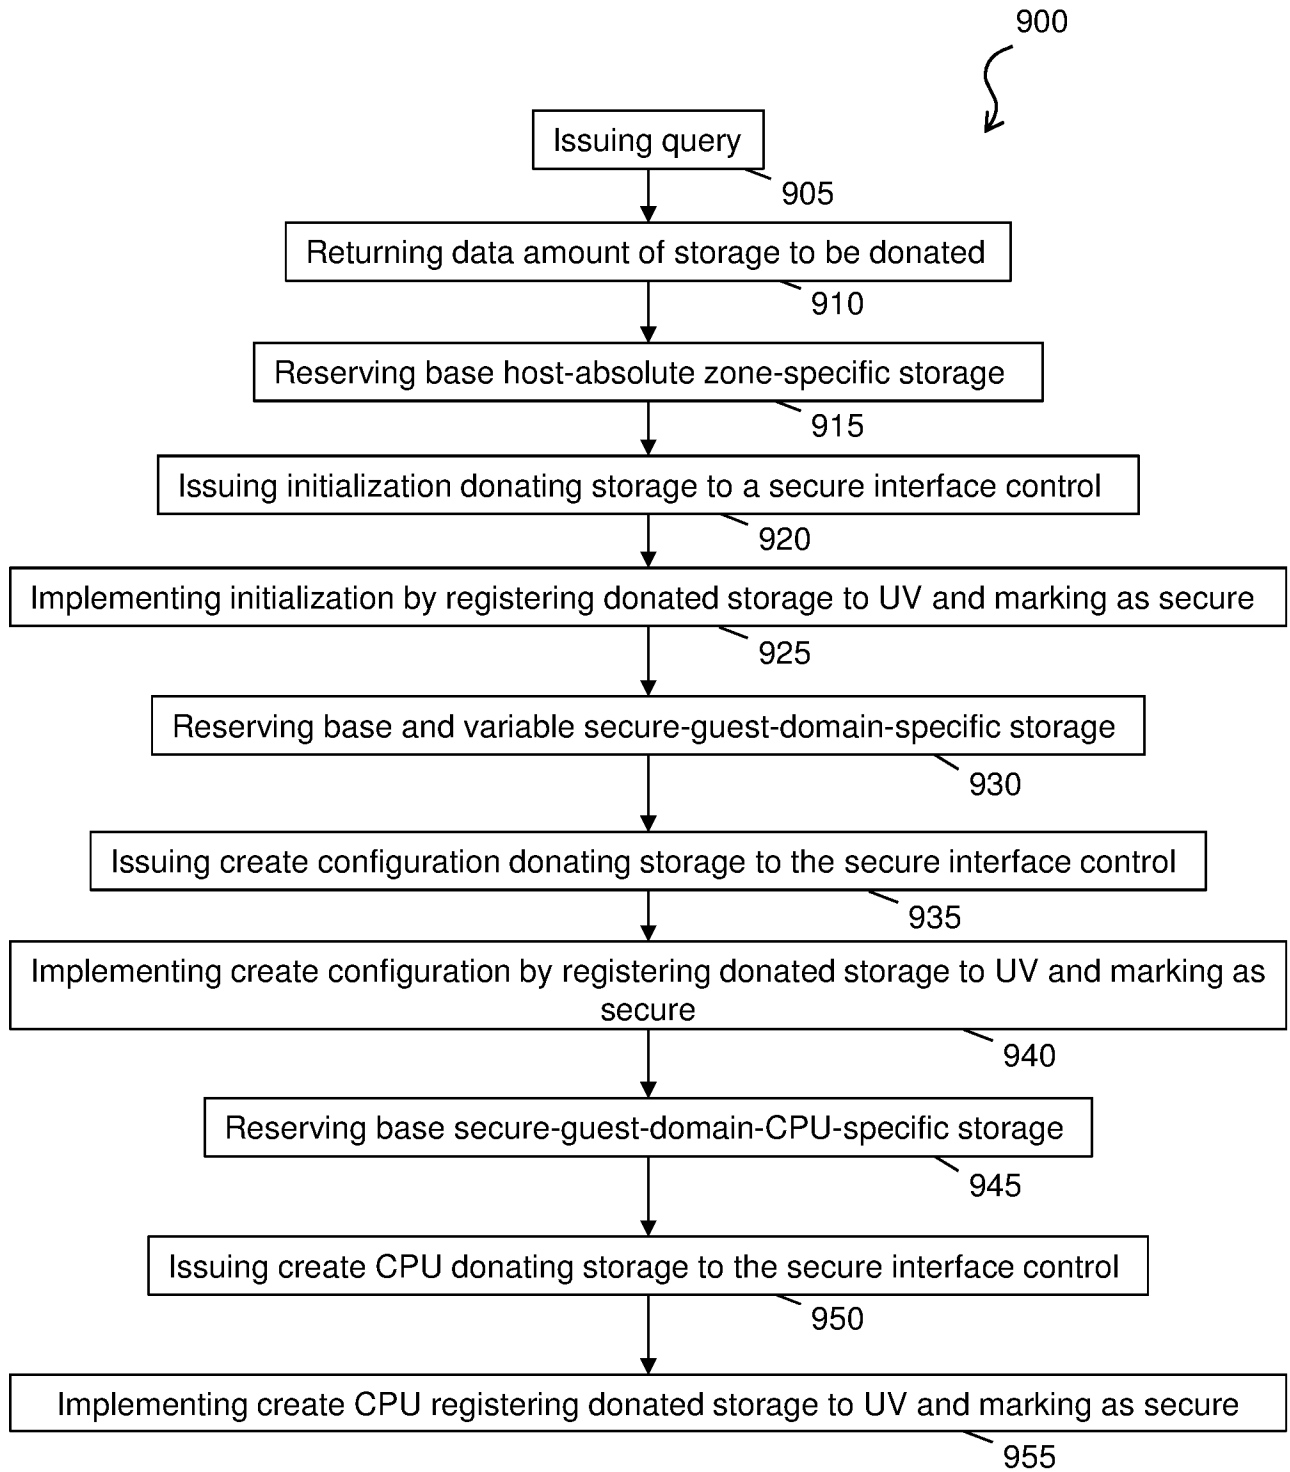 900
Issuing query
905
Returning data amount of storage to be donated
910
Reserving base host-absolute zone-specific storage
915
Issuing initialization donating storage to a secure interface control
920
Implementing initialization by registering donated storage to UV and marking as secure
925
Reserving base and variable secure-guest-domain-specific storage
930
Issuing create configuration donating storage to the secure interface control
935
Implementing create configuration by registering donated storage to UV and marking as
secure
940
Reserving base secure-guest-domain-CPU-specific storage
945
Issuing create CPU donating storage to the secure interface control
950
Implementing create CPU registering donated storage to UV and marking as secure
955